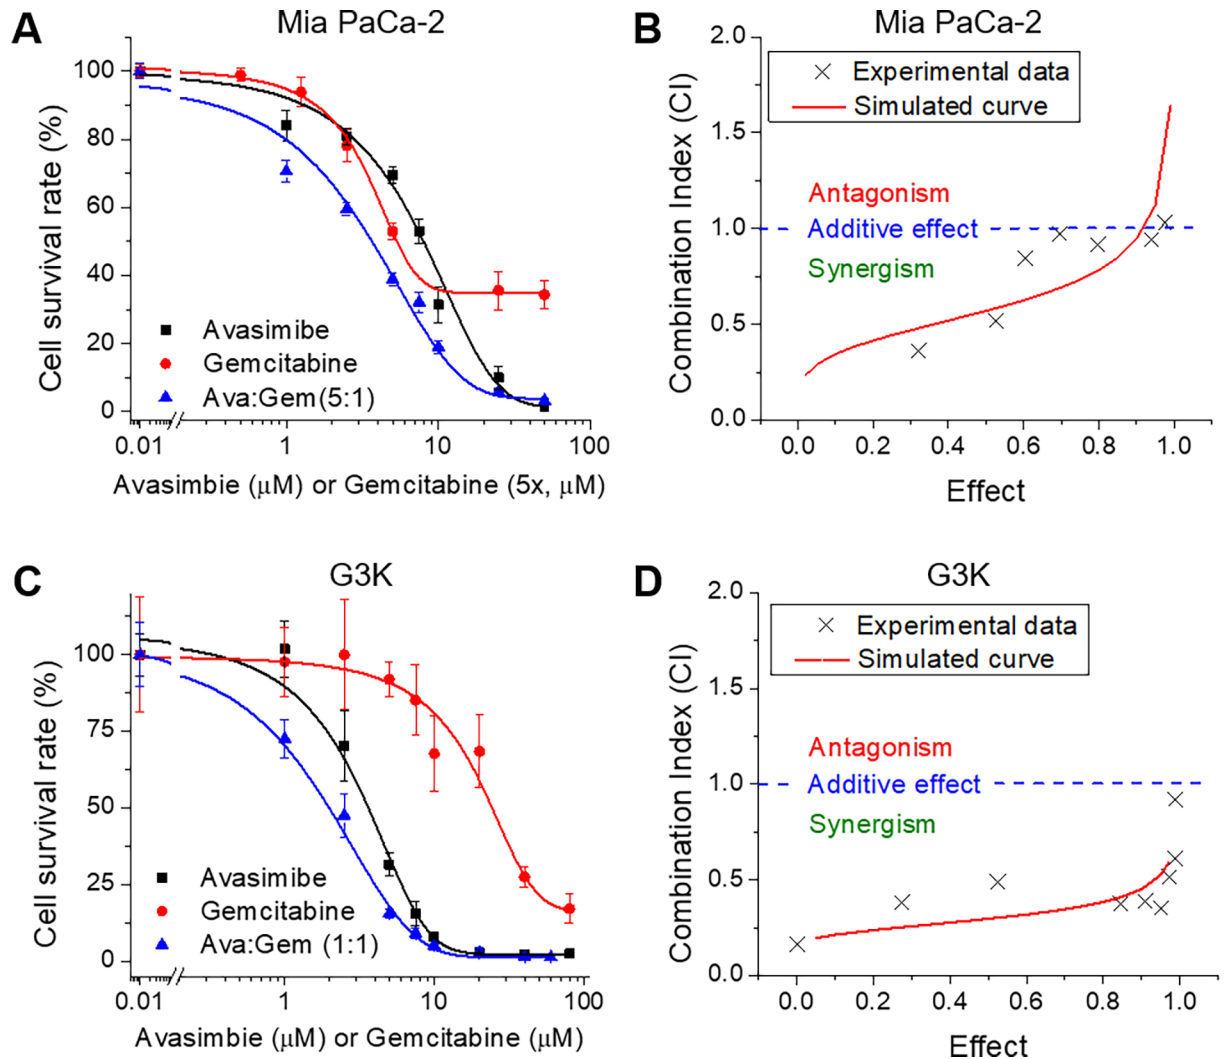 A
Mia PaCa-2
Cell survival rate (%)
100
80
60
40
20
0
Avasimibe
Gemcitabine
Ava:Gem (5:1)
0.01
1
10
100
Avasimbie (μM) or Gemcitabine (5x, μM)
B
Mia PaCa-2
Combination Index (CI)
2.0
1.5
1.0
0.5
0.0
Experimental data
Simulated curve
Antagonism
Additive effect
Synergism
0.0
0.2
0.4
0.6
0.8
1.0
Effect
C
G3K
Cell survival rate (%)
100
75
50
25
0
Avasimibe
Gemcitabine
Ava:Gem (1:1)
0.01
1
10
100
Avasimbie (μM) or Gemcitabine (μM)
D
G3K
Combination Index (CI)
2.0
1.5
1.0
0.5
0.0
Experimental data
Simulated curve
Antagonism
Additive effect
Synergism
0.0
0.2
0.4
0.6
0.8
1.0
Effect